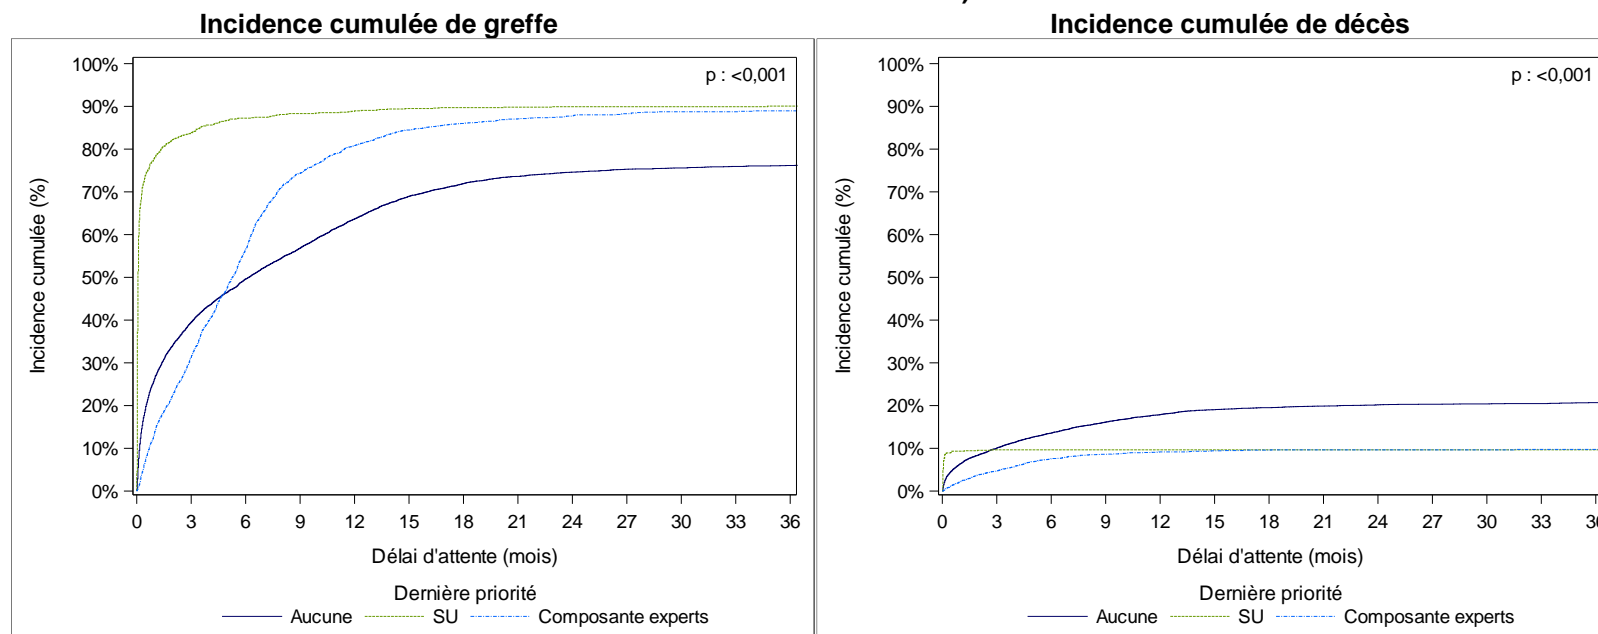 Incidence cumulée de greffe
Incidence cumulée de décès
p : <0,001
100%
90%
80%
70%
60%
50%
40%
30%
20%
10%
0%
Incidence cumulée (%)
0 3 6 9 12 15 18 21 24 27 30 33 36
Délai d'attente (mois)
Dernière priorité
Aucune SU Composante experts
p : <0,001
100%
90%
80%
70%
60%
50%
40%
30%
20%
10%
0%
Incidence cumulée (%)
0 3 6 9 12 15 18 21 24 27 30 33
Délai d'attente (mois)
Dernière priorité
Aucune SU Composante experts